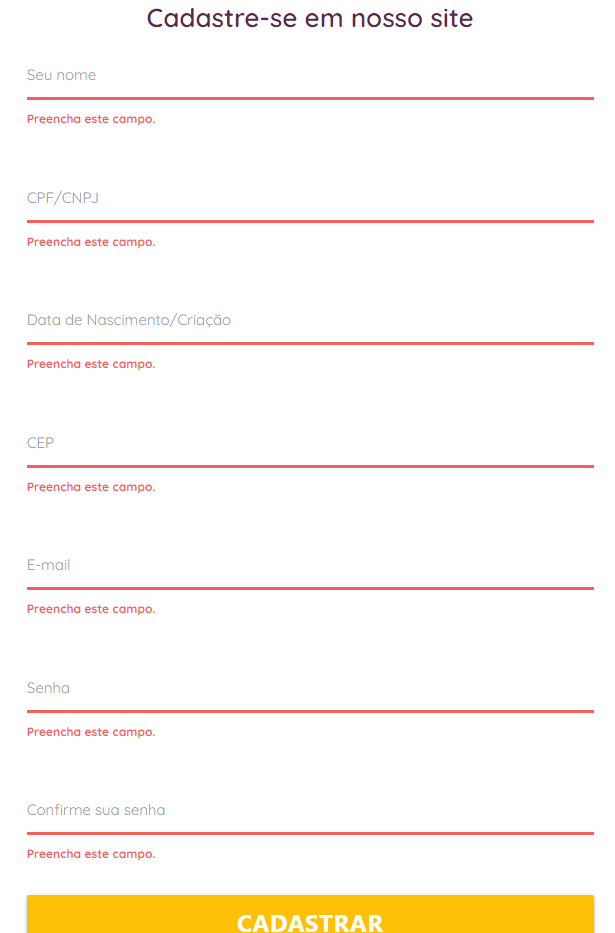 Cadastre-se em nosso site
Seu nome
Preencha este campo.
CPF/CNPJ
Preencha este campo.
Data de Nascimento/Criação
Preencha este campo.
CEP
Preencha este campo.
E-mail
Preencha este campo.
Senha
Preencha este campo.
Confirme sua senha
Preencha este campo.
CADASTRAR